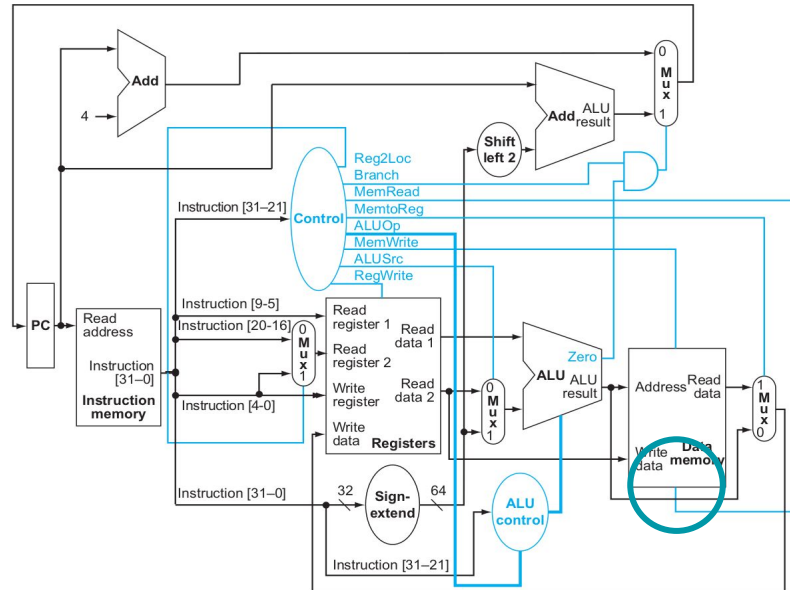 0
M
u
x
1
Add
4
Add ALU
result
Shift
left 2
Reg2Loc
Branch
MemRead
MemtoReg
ALUOp
MemWrite
ALUSrc
RegWrite
Control
Instruction [31–21]
PC
Read
address
Instruction
[31–0]
Instruction
memory
Instruction [9-5]
Instruction [20-16]
Instruction [4-0]
0
M
u
x
1
Read
register 1
Read
register 2
Write
register
Write
data
Read
data 1
Read
data 2
Registers
0
M
u
x
1
Zero
ALU ALU
result
Address
Read
data
Write
data
Data
memory
1
M
u
x
0
Instruction [31–0]
32
Sign-
extend
64
ALU
control
Instruction [31–21]